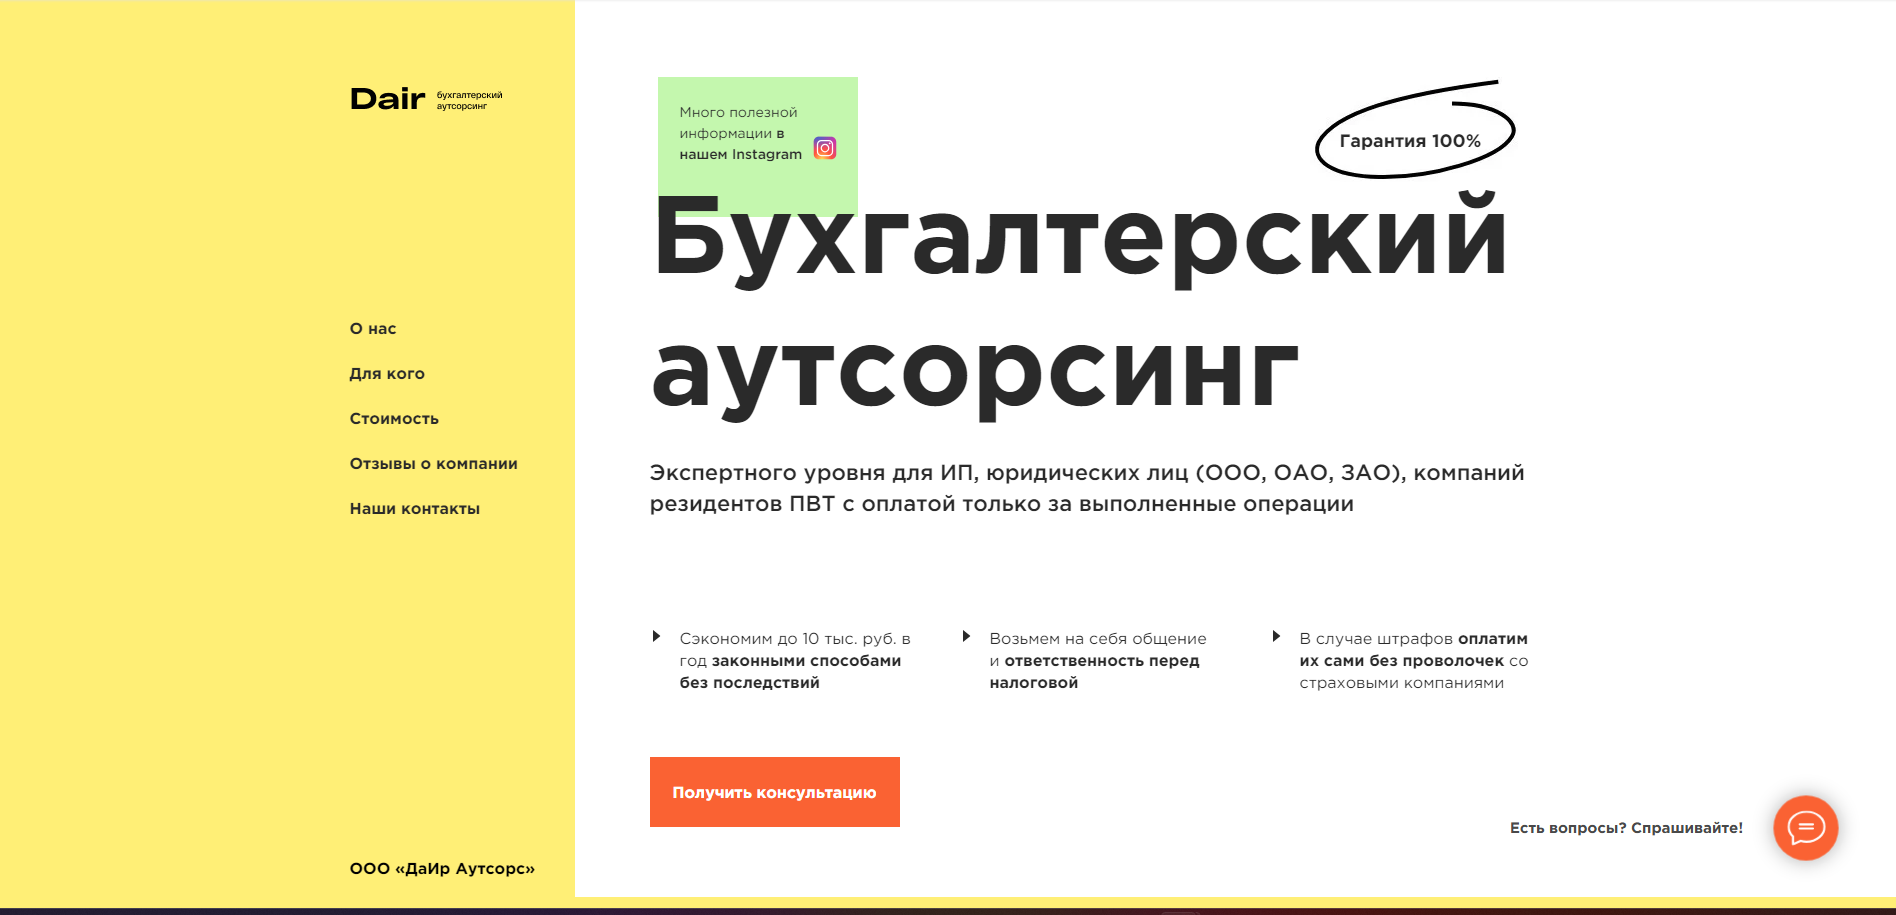 Dair
бухгалтерский
аутсорсинг
О нас
Для кого
Стоимость
Отзывы о компании
Наши контакты
ООО «ДаИр Аутсорс»
Много полезной
информации в
нашем Instagram
Гарантия 100%
Бухгалтерский
аутсорсинг
Экспертного уровня для ИП, юридических лиц (ООО, ОАО, ЗАО), компаний
резидентов ПВТ с оплатой только за выполненные операции
Сэкономим до 10 тыс. руб. в
год законными способами
без последствий
Возьмем на себя общение
и ответственность перед
налоговой
В случае штрафов оплатим
их сами без проволочек со
страховыми компаниями
Получить консультацию
Есть вопросы? Спрашивайте!